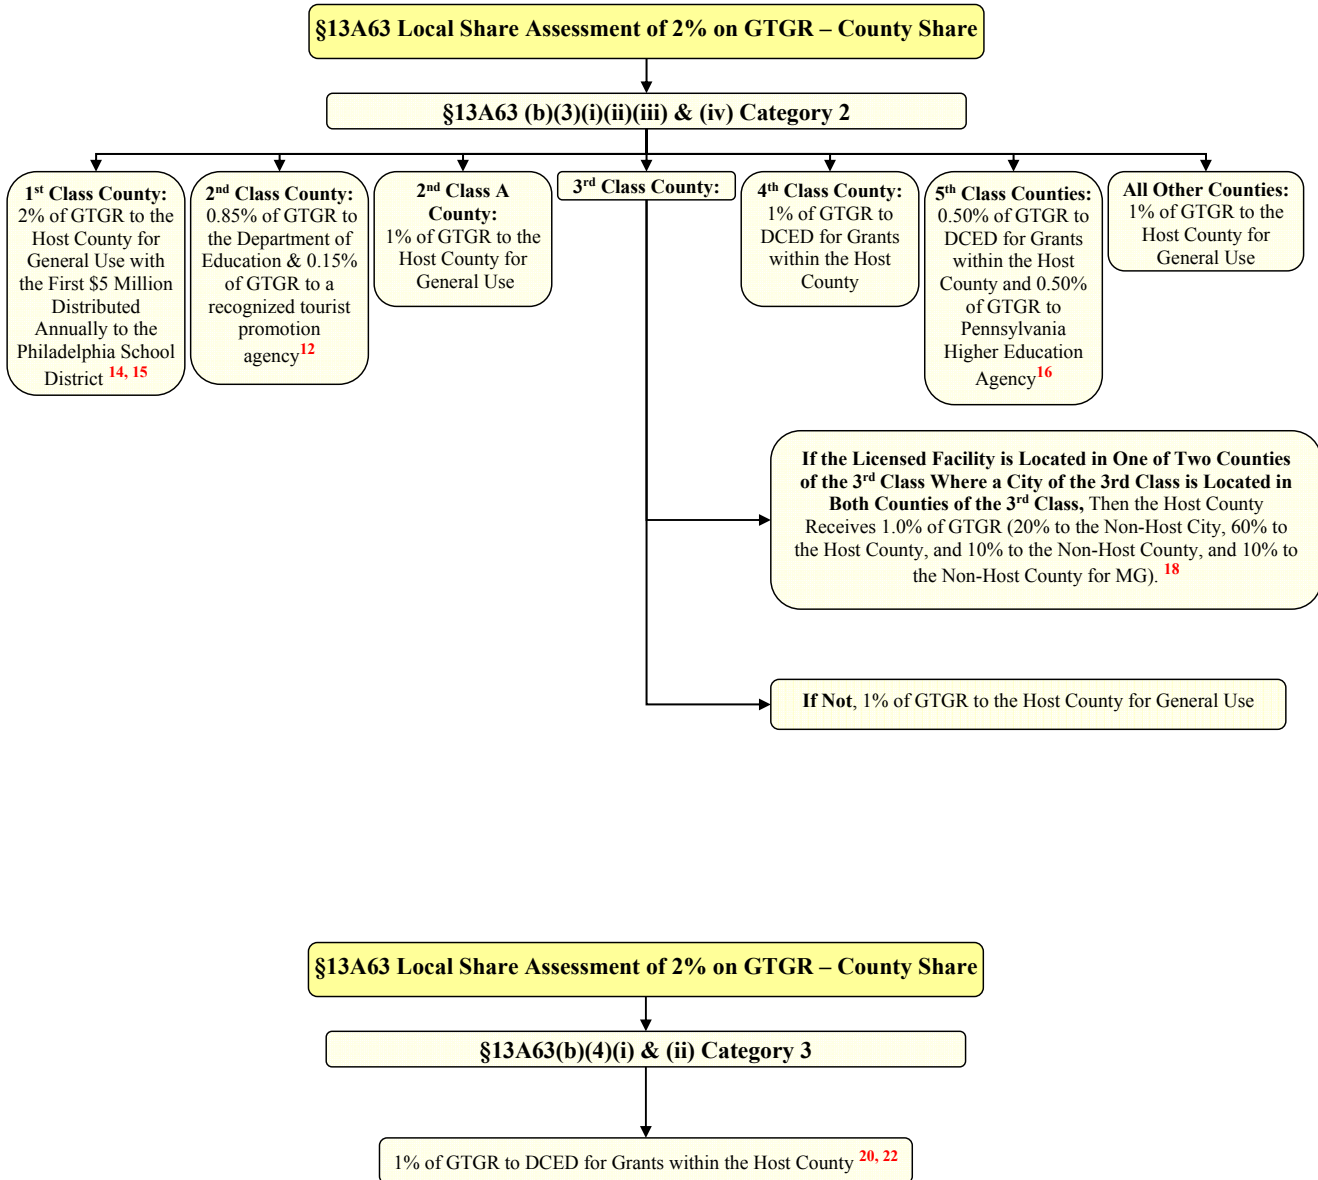 §13A63 Local Share Assessment of 2% on GTGR – County Share
§13A63 (b)(3)(i)(ii)(iii) & (iv) Category 2
1st Class County:
2% of GTGR to the
Host County for
General Use with
the First $5 Million
Distributed
Annually to the
Philadelphia School
District 14, 15
2nd Class County:
0.85% of GTGR to
the Department of
Education & 0.15%
of GTGR to a
recognized tourist
promotion
agency12
2nd Class A
County:
1% of GTGR to the
Host County for
General Use
3rd Class County:
4th Class County:
1% of GTGR to
DCED for Grants
within the Host
County
5th Class Counties:
0.50% of GTGR to
DCED for Grants
within the Host
County and 0.50%
of GTGR to
Pennsylvania
Higher Education
Agency16
All Other Counties:
1% of GTGR to the
Host County for
General Use
If the Licensed Facility is Located in One of Two Counties
of the 3rd Class Where a City of the 3rd Class is Located in
Both Counties of the 3rd Class, Then the Host County
Receives 1.0% of GTGR (20% to the Non-Host City, 60% to
the Host County, and 10% to the Non-Host County, and 10% to
the Non-Host County for MG). 18
If Not, 1% of GTGR to the Host County for General Use
§13A63 Local Share Assessment of 2% on GTGR – County Share
§13A63(b)(4)(i) & (ii) Category 3
1% of GTGR to DCED for Grants within the Host County 20, 22